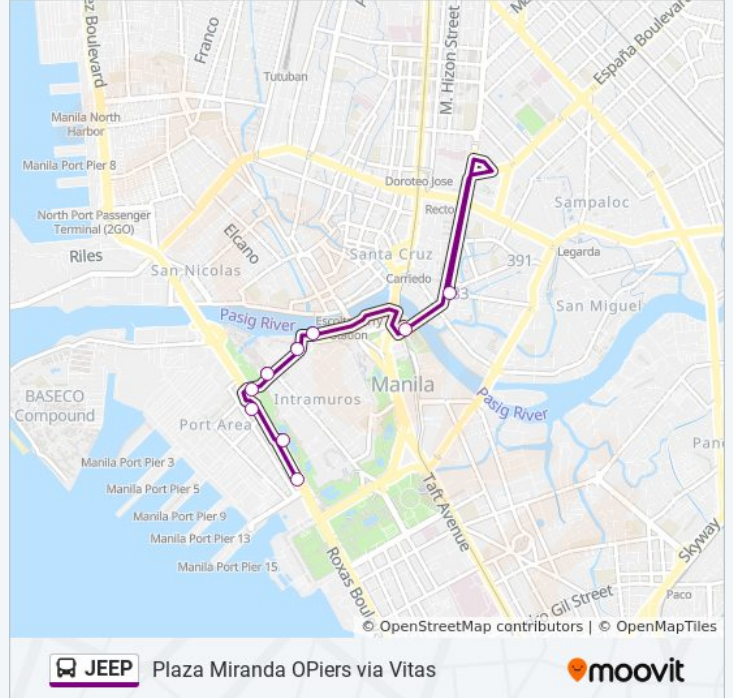 ez Boulevard
Franco
M. Hizon Street
España Boulevard
Tutuban
Manila North
Harbor
Manila Port Pier 8
Doroteo Jose
Recto
Sampaloc
North Port Passenger
Terminal (2GO)
Elcano
Riles
Santa Cruz
391
Legarda
San Nicolas
Carriedo
San Miguel
Pasig River
Manila
Intramuros
Pasig River
BASECO
Compound
Port Area
Manila Port Pier 3
Manila Port Pier 5
Manila Port Pier 9
Manila Port Pier 13
Manila Port Pier 15
Taft Avenue
Skyway
Roxas Boul
Gil Street
Paco
© OpenStreetMap contributors | © OpenMapTiles
JEEP Plaza Miranda OPiers via Vitas
moovit